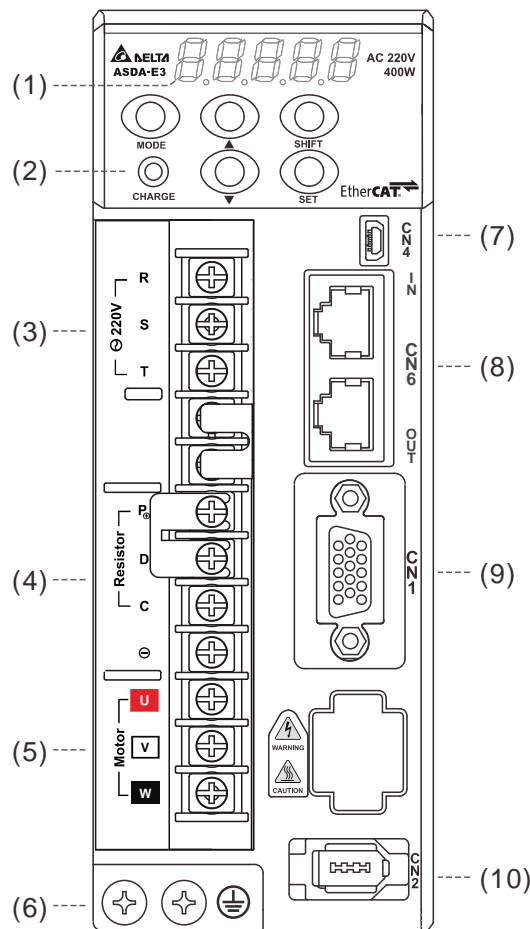 DELTA
ASDA-E3
AC 220V
400W
(1)
MODE
▲
SHIFT
(2)
CHARGE
▼
SET
EtherCAT
(7)
CN4
(3)
220V
R
S
T
IN
CN6
OUT
(8)
(4)
Resistor
P⊕
D
C
⊖
CN1
(9)
(5)
Motor
U
V
W
WARNING
CAUTION
CN2
(10)
(6)